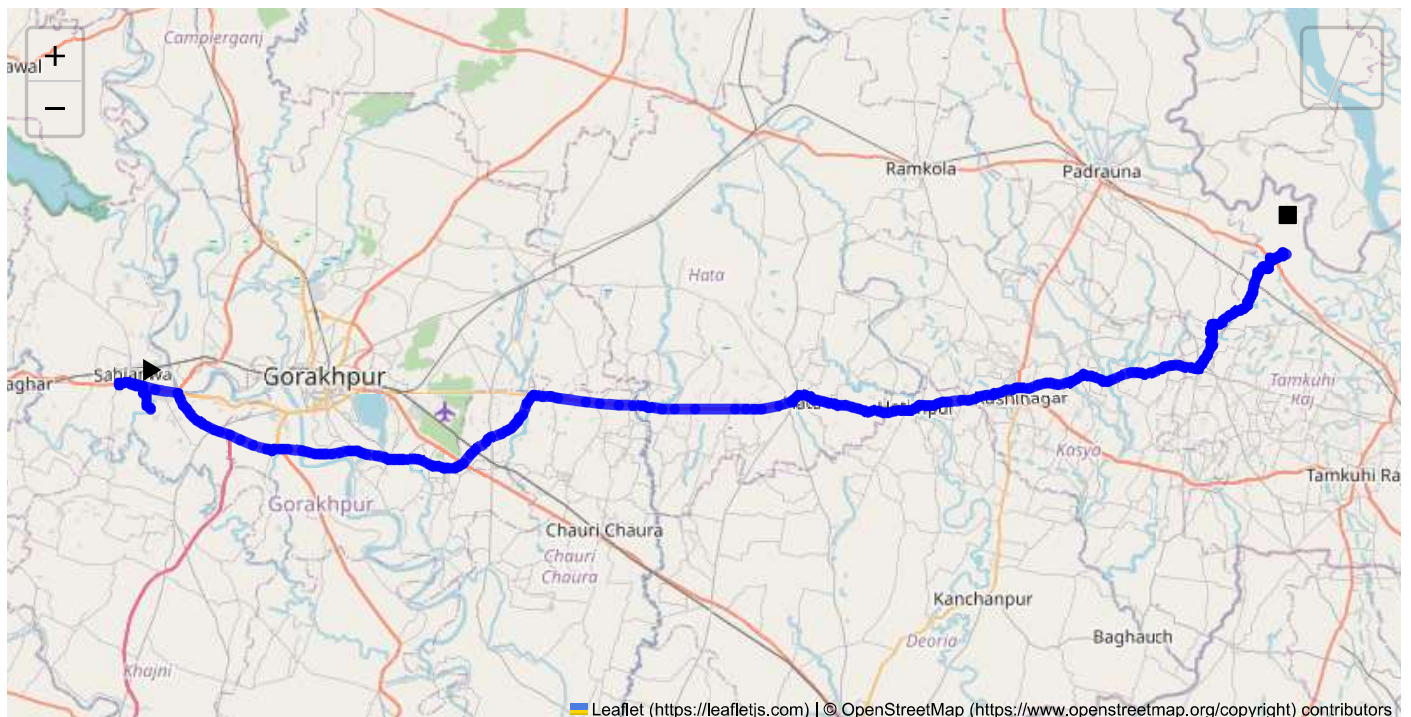 Campierganj
+
awal
−
Ramkola
Padrauna
Hata
Sahjanwa
aghar
Gorakhpur
Kushinagar
Tamkuhi
Raj
Kasya
Tamkuhi Ra
Gorakhpur
Chauri Chaura
Chauri
Chaura
Kanchanpur
Deoria
Baghauch
Khajni
Leaflet (https://leafletjs.com) | © OpenStreetMap (https://www.openstreetmap.org/copyright) contributors